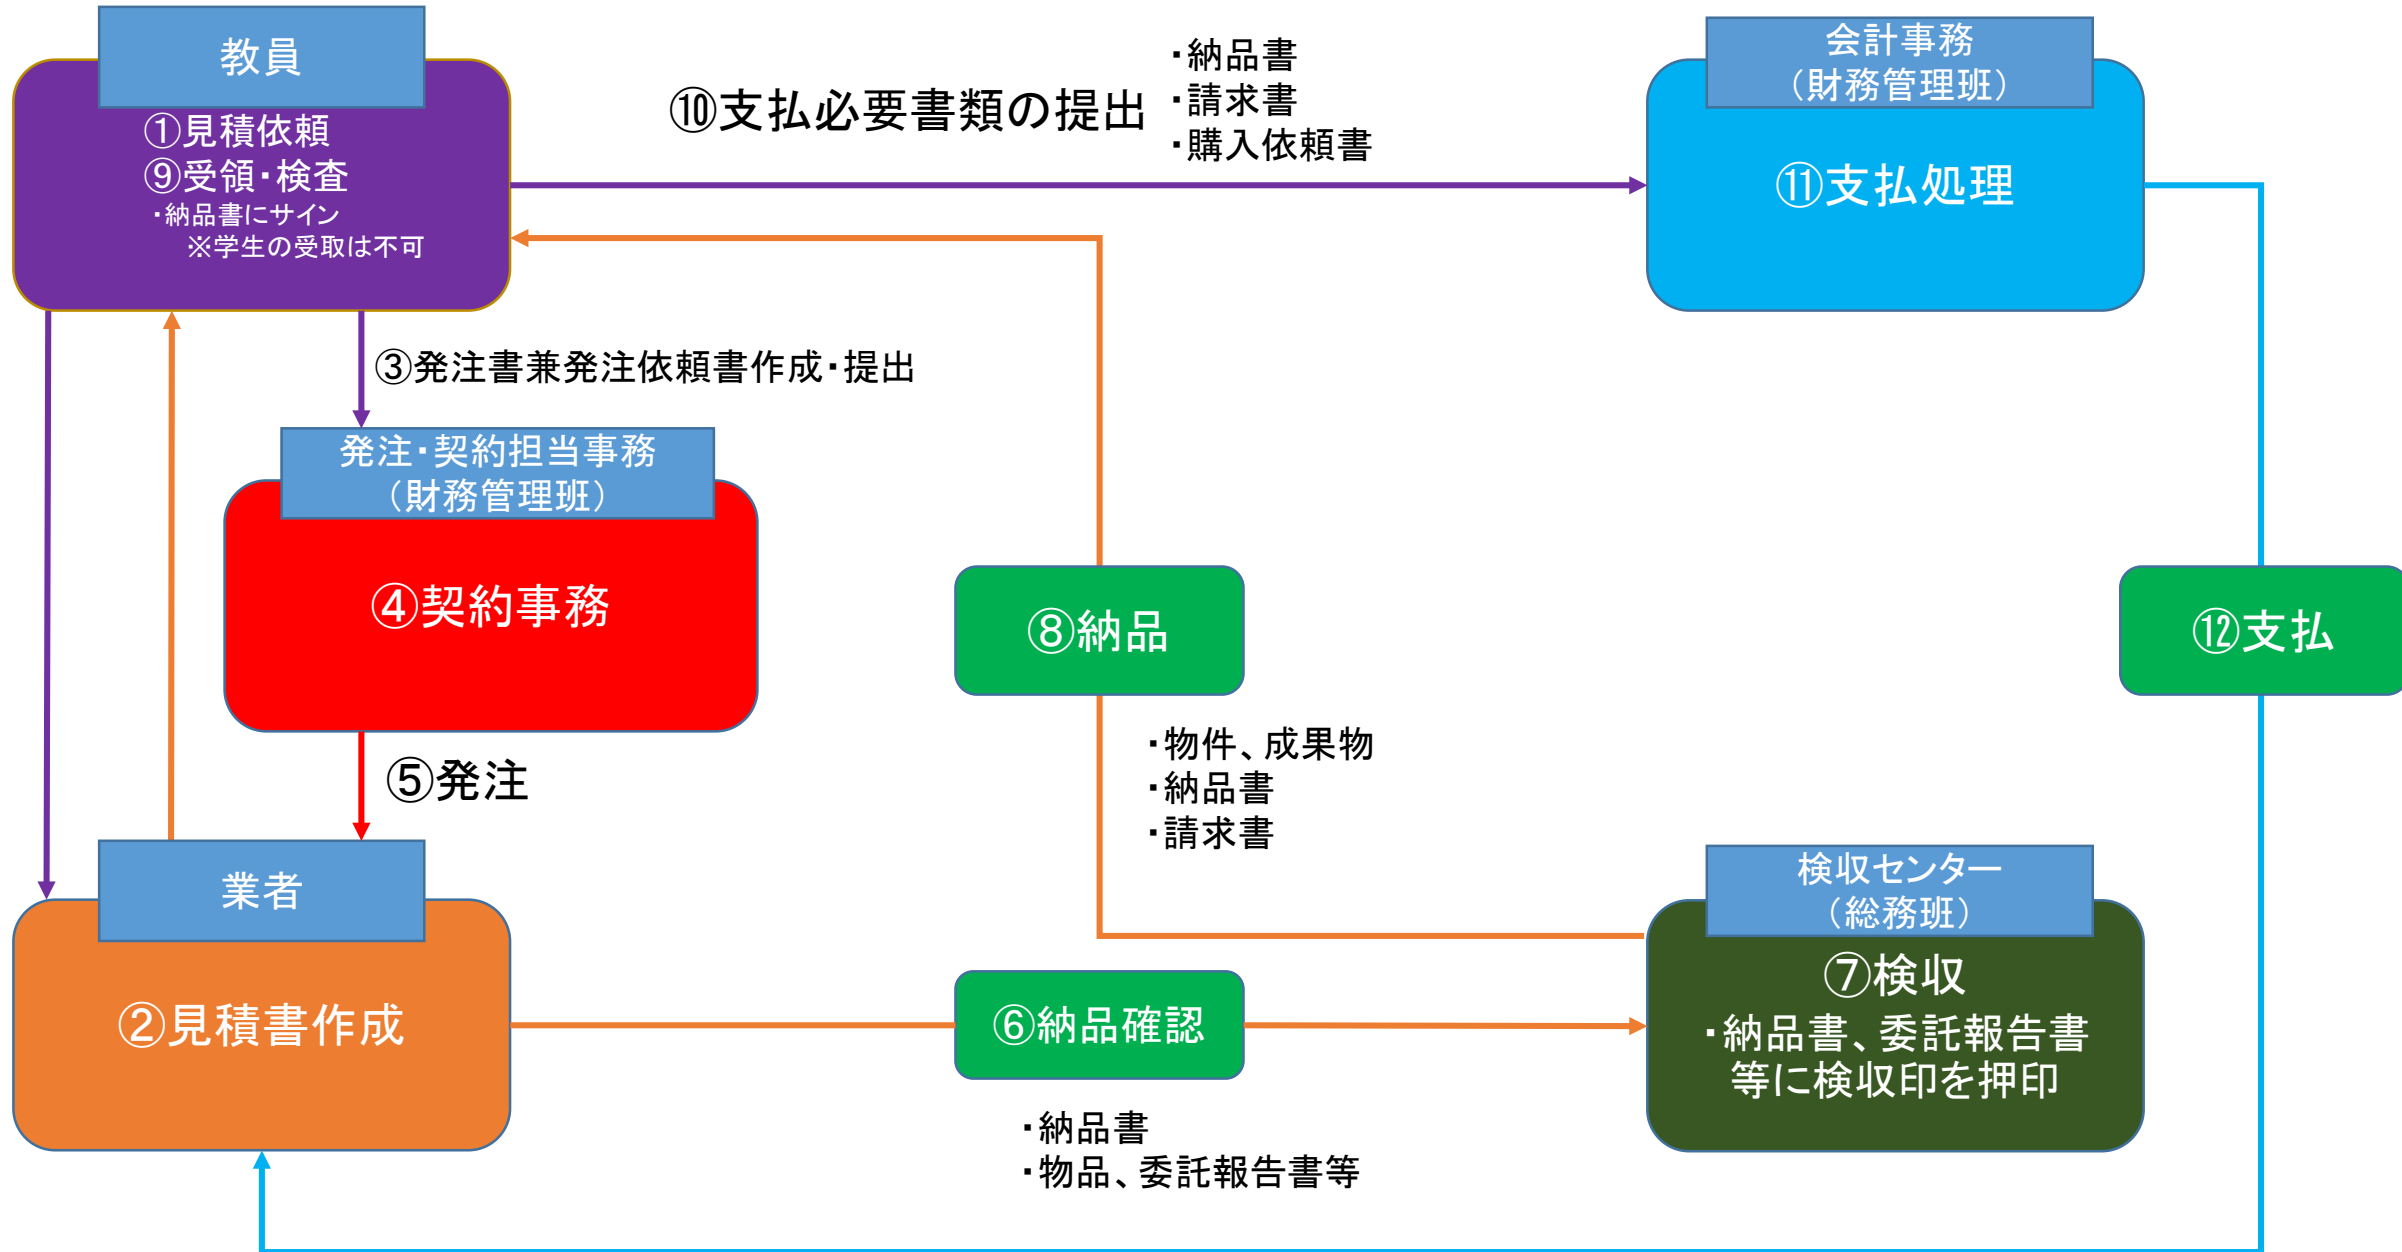 教員
①見積依頼
⑨受領・検査
・納品書にサイン
※学生の受取は不可
⑩支払必要書類の提出
・納品書
・請求書
・購入依頼書
会計事務
（財務管理班）
⑪支払処理
③発注書兼発注依頼書作成・提出
発注・契約担当事務
（財務管理班）
④契約事務
⑤発注
⑧納品
・物件、成果物
・納品書
・請求書
⑫支払
業者
②見積書作成
⑥納品確認
・納品書
・物品、委託報告書等
検収センター
（総務班）
⑦検収
・納品書、委託報告書
等に検収印を押印